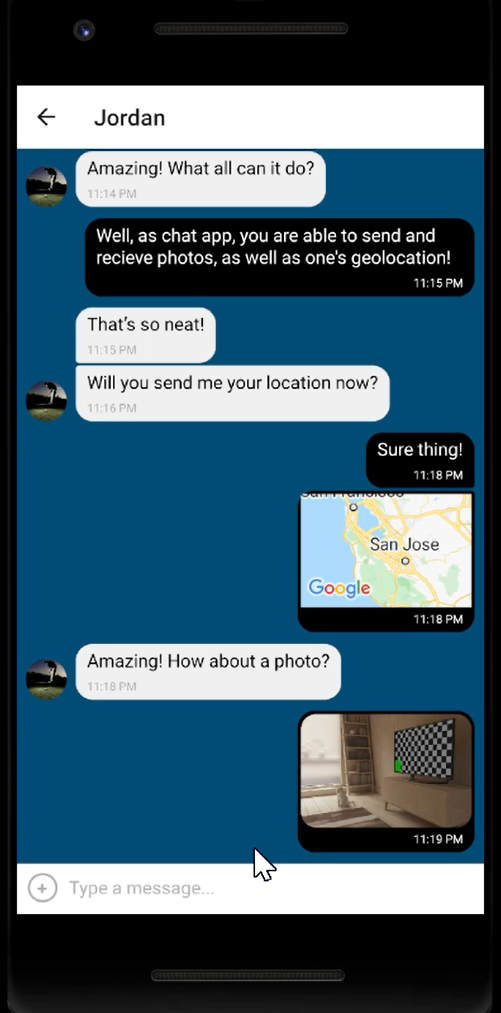 Jordan
Amazing! What all can it do?
11:14 PM
Well, as chat app, you are able to send and
recieve photos, as well as one's geolocation!
11:15 PM
That's so neat!
11:15 PM
Will you send me your location now?
11:16 PM
Sure thing!
11:18 PM
San Francisco
San Jose
Google
11:18 PM
Amazing! How about a photo?
11:18 PM
11:19 PM
Type a message...